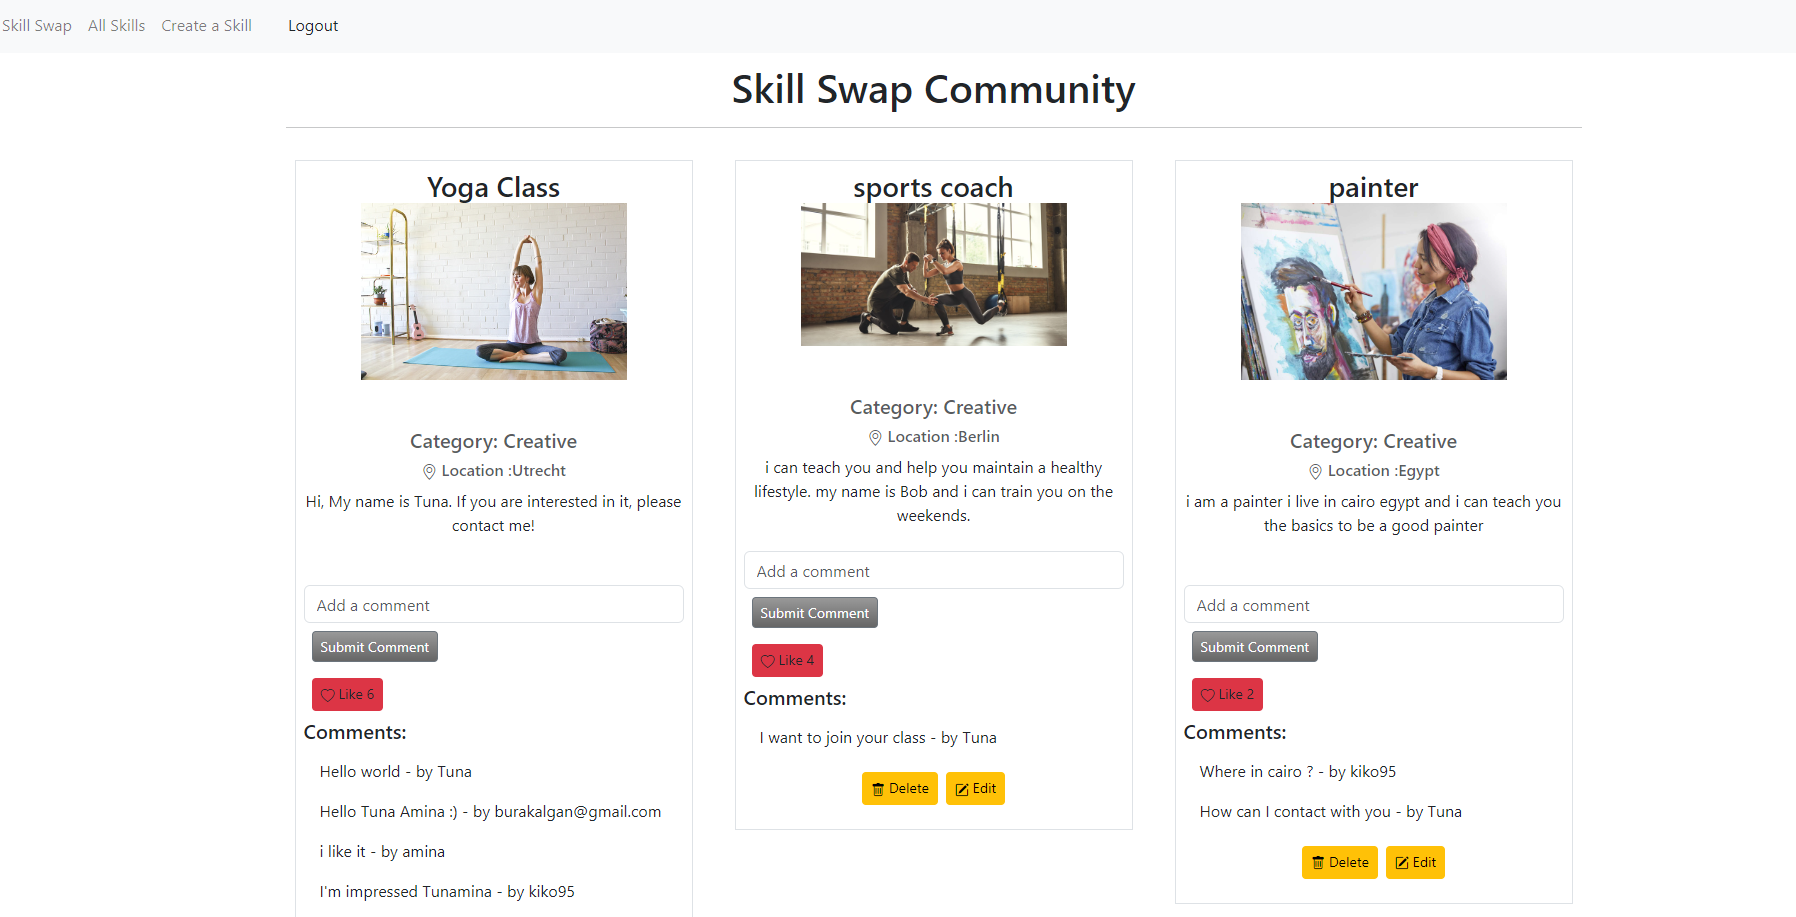 Skill Swap All Skills Create a Skill Logout
Skill Swap Community
Yoga Class
Category: Creative
Location :Utrecht
Hi, My name is Tuna. If you are interested in it, please
contact me!
Add a comment
Submit Comment
Like 6
Comments:
Hello world - by Tuna
Hello Tuna Amina :) - by burakalgan@gmail.com
i like it - by amina
I'm impressed Tunamina - by kiko95
sports coach
Category: Creative
Location :Berlin
i can teach you and help you maintain a healthy
lifestyle. my name is Bob and i can train you on the
weekends.
Add a comment
Submit Comment
Like 4
Comments:
I want to join your class - by Tuna
Delete Edit
painter
Category: Creative
Location :Egypt
i am a painter i live in cairo egypt and i can teach you
the basics to be a good painter
Add a comment
Submit Comment
Like 2
Comments:
Where in cairo ? - by kiko95
How can I contact with you - by Tuna
Delete Edit